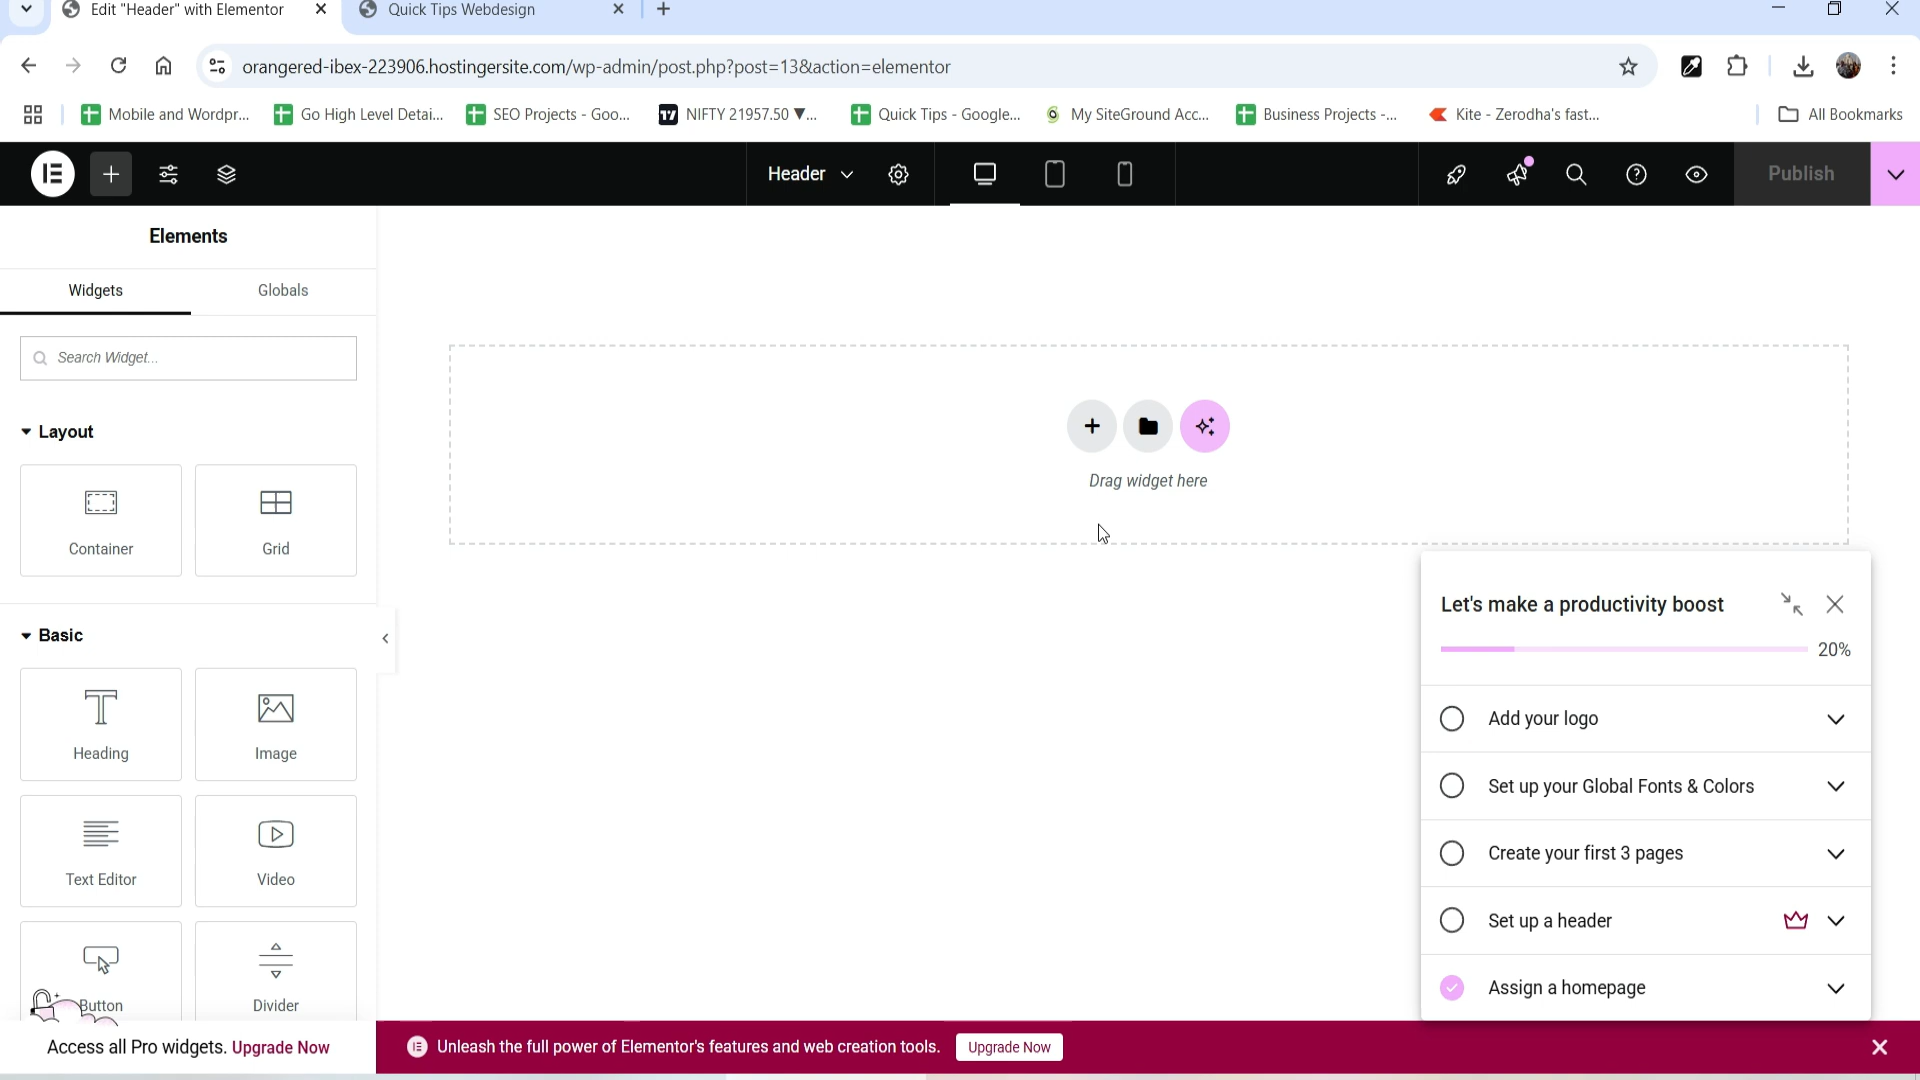 Edit "Header" with Elementor
Quick Tips Webdesign
orangered-ibex-223906.hostingersite.com/wp-admin/post.php?post=13&action=elementor
Mobile and Wordpr...
Go High Level Detai...
SEO Projects - Goo...
NIFTY 21957.50 ▼...
Quick Tips - Google...
My SiteGround Acc...
Business Projects -...
Kite - Zerodha's fast...
All Bookmarks
Header
Publish
Elements
Widgets
Globals
Search Widget...
Layout
Container
Grid
Basic
Heading
Image
Text Editor
Video
Button
Divider
Access all Pro widgets. Upgrade Now
Drag widget here
Let's make a productivity boost
20%
Add your logo
Set up your Global Fonts & Colors
Create your first 3 pages
Set up a header
Assign a homepage
Unleash the full power of Elementor's features and web creation tools.
Upgrade Now